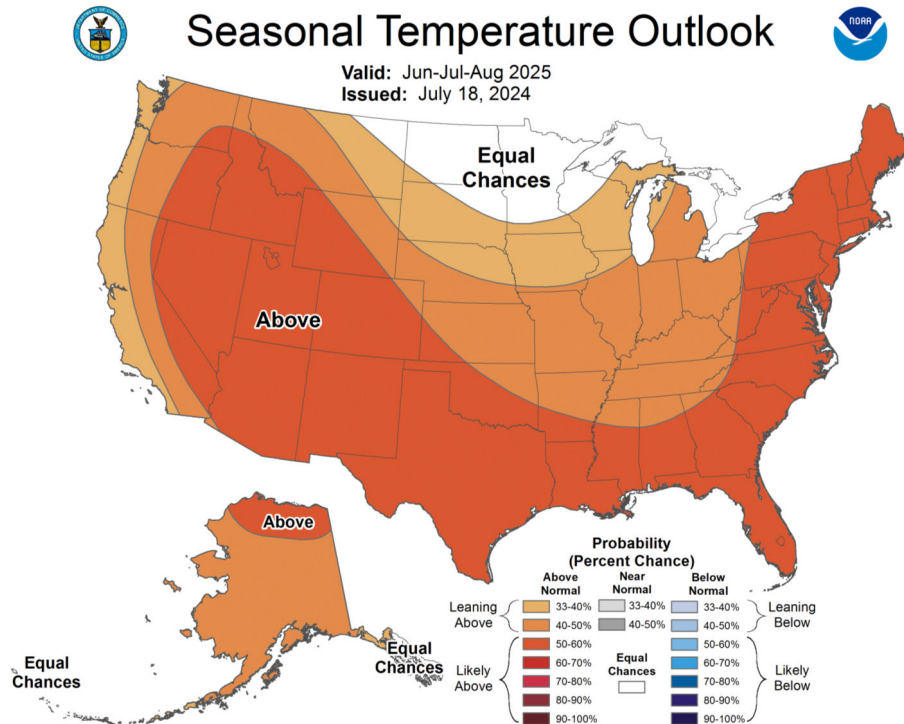 Seasonal Temperature Outlook
Valid: Jun-Jul-Aug 2025
Issued: July 18, 2024
NOAA
Equal
Chances
Above
Above
Equal
Chances
Equal
Chances
Probability
(Percent Chance)
Above
Normal
Near
Normal
Below
Normal
Leaning
Above
33-40%
33-40%
33-40%
Leaning
Below
40-50%
40-50%
40-50%
Likely
Above
50-60%
50-60%
Likely
Below
60-70%
60-70%
Equal
Chances
70-80%
70-80%
80-90%
80-90%
90-100%
90-100%